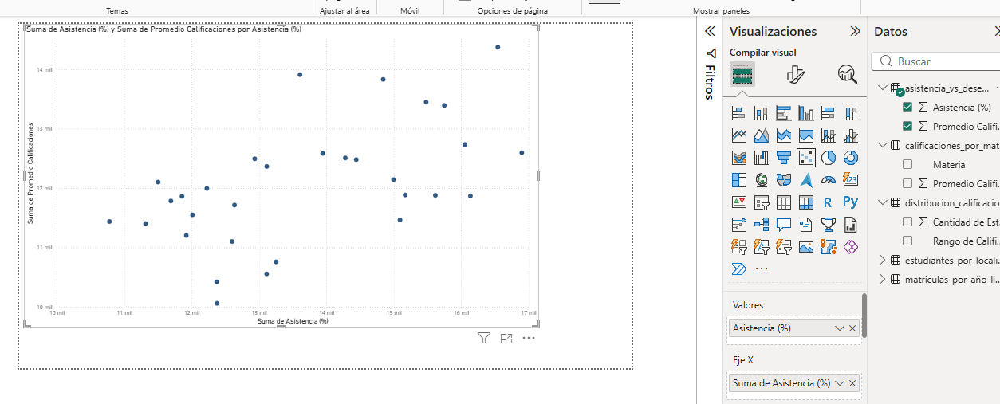 Temas
Ajustar al área
Móvil
Opciones de página
Mostrar paneles
Suma de Asistencia (%) y Suma de Promedio Calificaciones por Asistencia (%)
Suma de Promedio Calificaciones
14 mil
13 mil
12 mil
11 mil
10 mil
10 mil
11 mil
12 mil
13 mil
14 mil
15 mil
16 mil
17 mil
Suma de Asistencia (%)
Filtros
Visualizaciones
Compilar visual
123
R
Py
Valores
Asistencia (%)
Eje X
Suma de Asistencia (%)
Datos
Buscar
asistencia_vs_dese...
Asistencia (%)
Promedio Califi...
calificaciones_por_mat
Materia
Promedio Califi...
distribucion_calificacio
Cantidad de Est...
Rango de Califi...
estudiantes_por_locali...
matriculas_por_año_li...